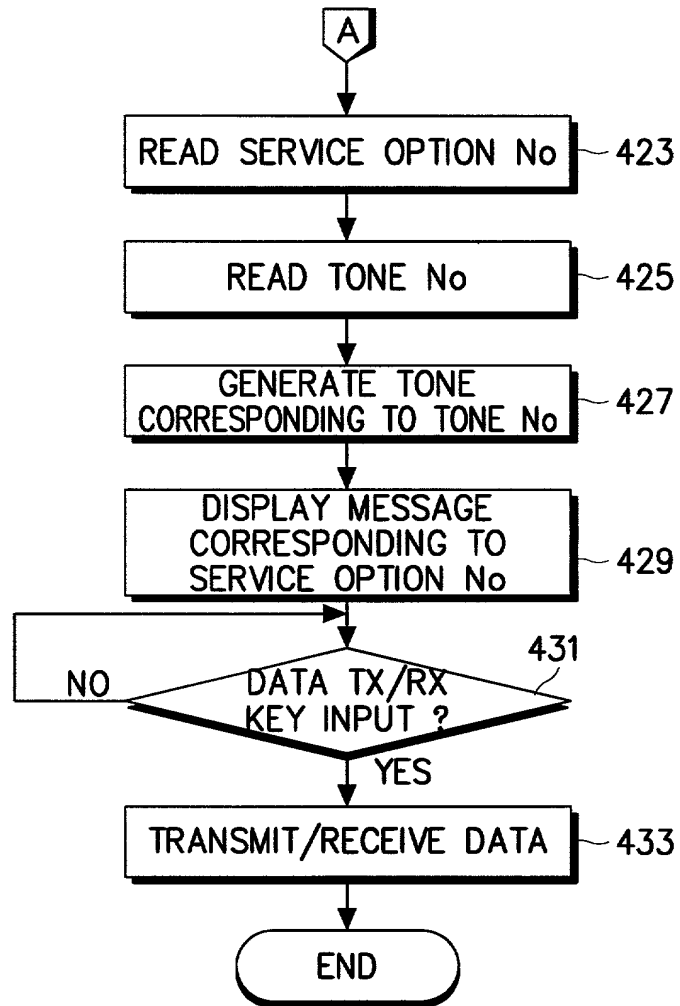 A
READ SERVICE OPTION No
423
READ TONE No
425
GENERATE TONE
CORRESPONDING TO TONE No
427
DISPLAY MESSAGE
CORRESPONDING TO
SERVICE OPTION No
429
431
DATA TX/RX
KEY INPUT ?
NO
YES
TRANSMIT/RECEIVE DATA
433
END